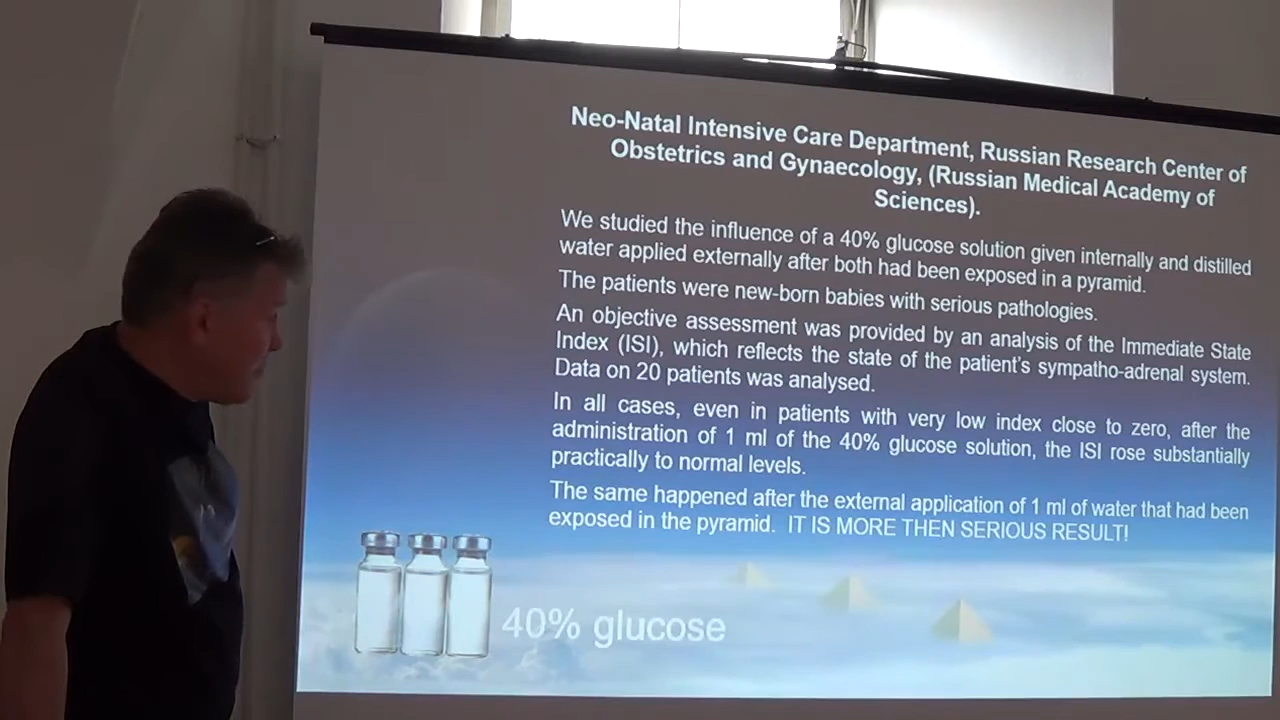 Neo-Natal Intensive Care Department, Russian Research Center of
Obstetrics and Gynaecology, (Russian Medical Academy of
Sciences).
We studied the influence of a 40% glucose solution given internally and distilled
water applied externally after both had been exposed in a pyramid.
The patients were new-born babies with serious pathologies.
An objective assessment was provided by an analysis of the Immediate State
Index (ISI), which reflects the state of the patient's sympatho-adrenal system.
Data on 20 patients was analysed.
In all cases, even in patients with very low index close to zero, after the
administration of 1 ml of the 40% glucose solution, the ISI rose substantially
practically to normal levels.
The same happened after the external application of 1 ml of water that had been
exposed in the pyramid. IT IS MORE THEN SERIOUS RESULT!
40% glucose